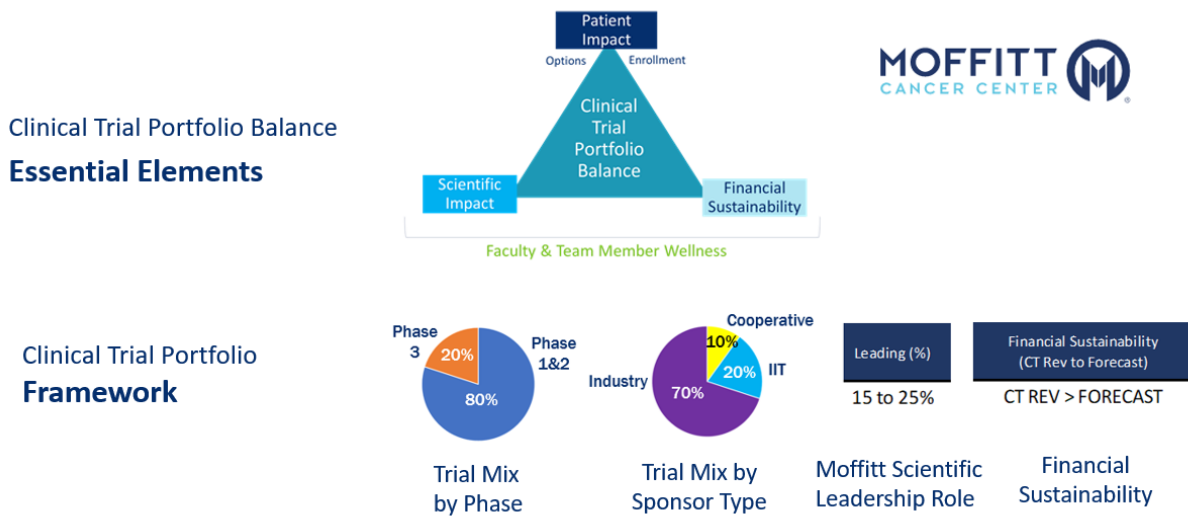 Patient
Impact
Options
Enrollment
MOFFITT
CANCER CENTER
®
Clinical Trial Portfolio Balance
Essential Elements
Clinical
Trial
Portfolio
Balance
Scientific
Impact
Financial
Sustainability
Faculty & Team Member Wellness
Clinical Trial Portfolio
Framework
Phase
3
20%
Phase
1&2
80%
Trial Mix
by Phase
Cooperative
10%
IIT
20%
Industry
70%
Trial Mix by
Sponsor Type
Leading (%)
15 to 25%
Moffitt Scientific
Leadership Role
Financial Sustainability
(CT Rev to Forecast)
CT REV > FORECAST
Financial
Sustainability